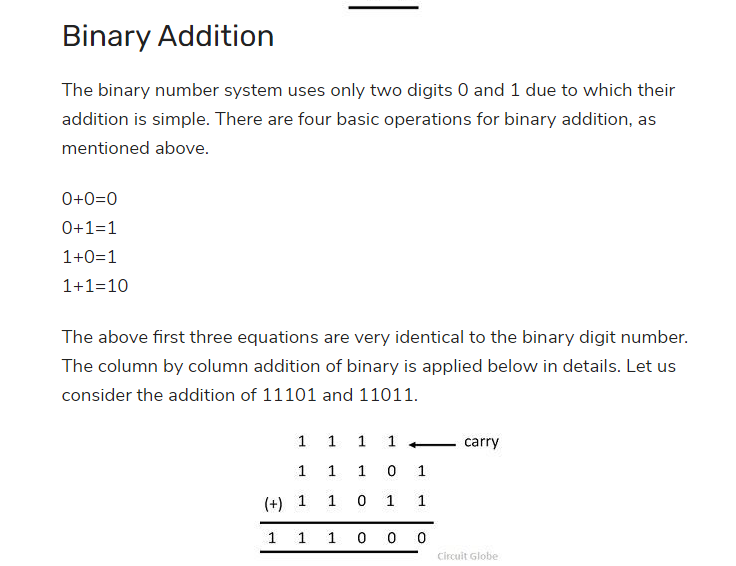 Binary Addition
The binary number system uses only two digits 0 and 1 due to which their
addition is simple. There are four basic operations for binary addition, as
mentioned above.
0+0=0
0+1=1
1+0=1
1+1=10
The above first three equations are very identical to the binary digit number.
The column by column addition of binary is applied below in details. Let us
consider the addition of 11101 and 11011.
1 1 1 1 carry
1 1 1 0 1
(+) 1 1 0 1 1
1 1 1 0 0 0
Circuit Globe